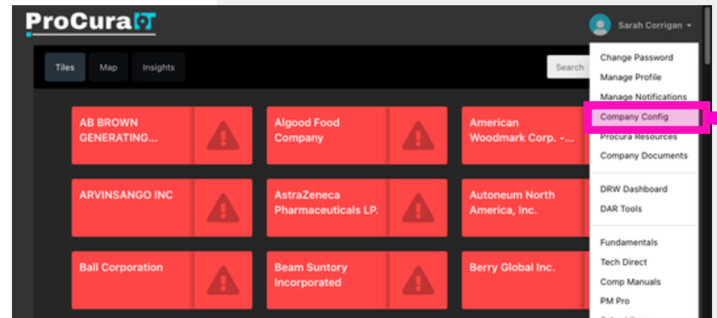 ProCuraIOT
Sarah Corrigan
Tiles Map Insights
Search
Change Password
Manage Profile
Manage Notifications
Company Config
Procura Resources
Company Documents
DRW Dashboard
DAR Tools
Fundamentals
Tech Direct
Comp Manuals
PM Pro
AB BROWN
GENERATING...
Algood Food
Company
American
Woodmark Corp. -...
ARVINSANGO INC
AstraZeneca
Pharmaceuticals LP.
Autoneum North
America, Inc.
Ball Corporation
Beam Suntory
Incorporated
Berry Global Inc.